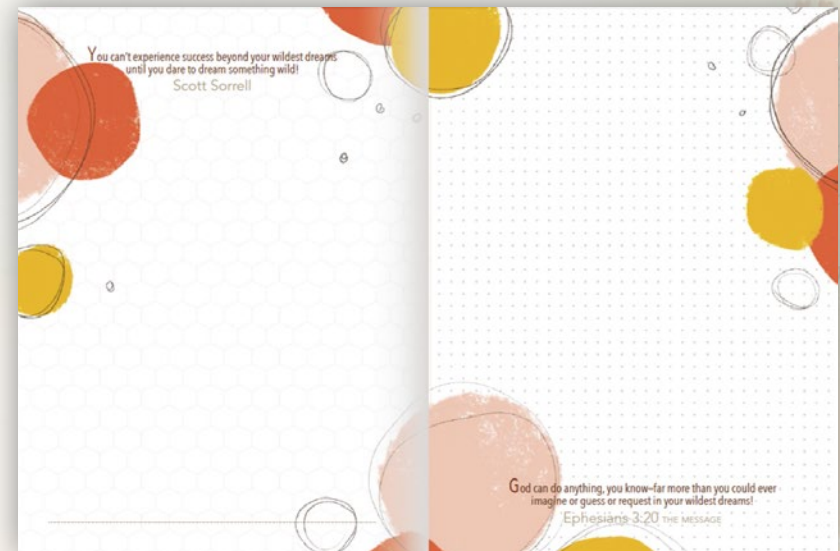 You can't experience success beyond your wildest dreams
until you dare to dream something wild!
Scott Sorrell
God can do anything, you know–far more than you could ever
imagine or guess or request in your wildest dreams!
Ephesians 3:20 THE MESSAGE